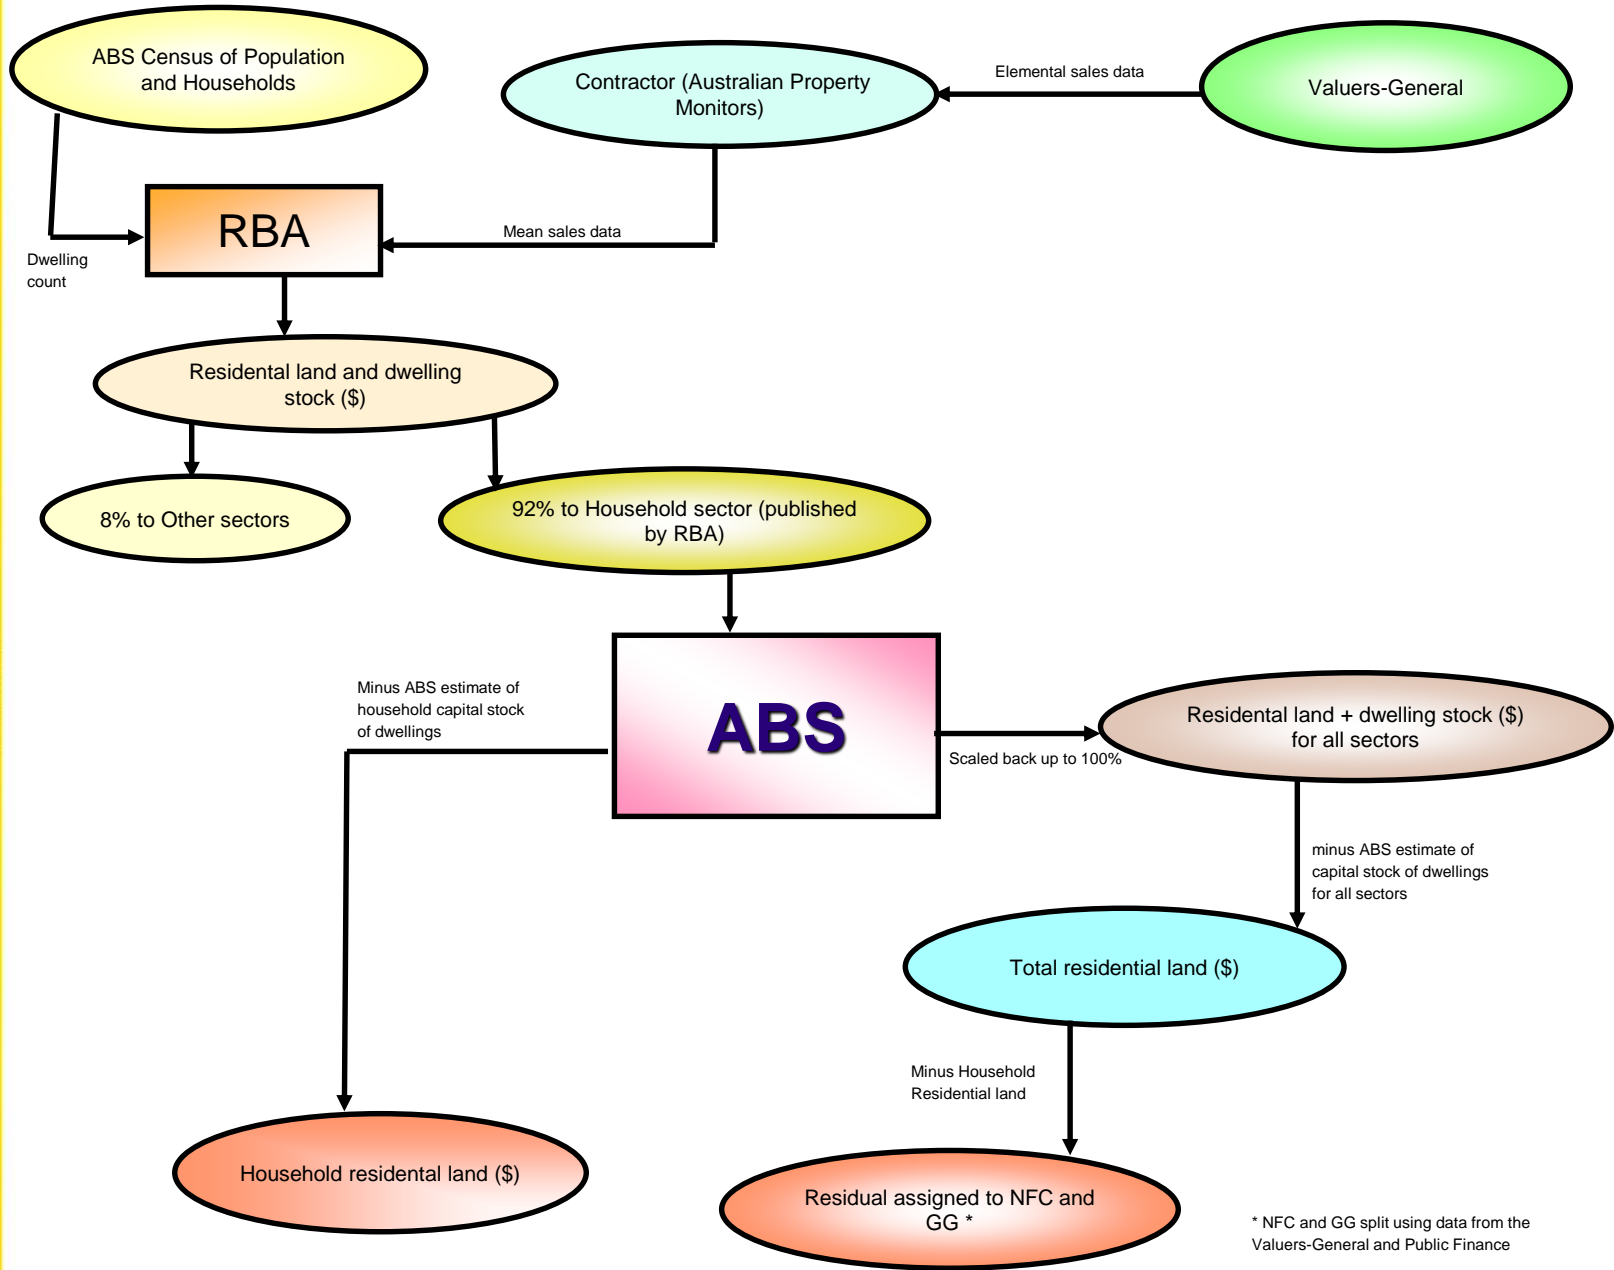 ABS Census of Population
and Households
Contractor (Australian Property
Monitors)
Elemental sales data
Valuers-General
RBA
Mean sales data
Dwelling
count
Residental land and dwelling
stock ($)
8% to Other sectors
92% to Household sector (published
by RBA)
Minus ABS estimate of
household capital stock
of dwellings
ABS
Scaled back up to 100%
Residental land + dwelling stock ($)
for all sectors
minus ABS estimate of
capital stock of dwellings
for all sectors
Total residential land ($)
Minus Household
Residential land
Household residental land ($)
Residual assigned to NFC and
GG *
* NFC and GG split using data from the
Valuers-General and Public Finance